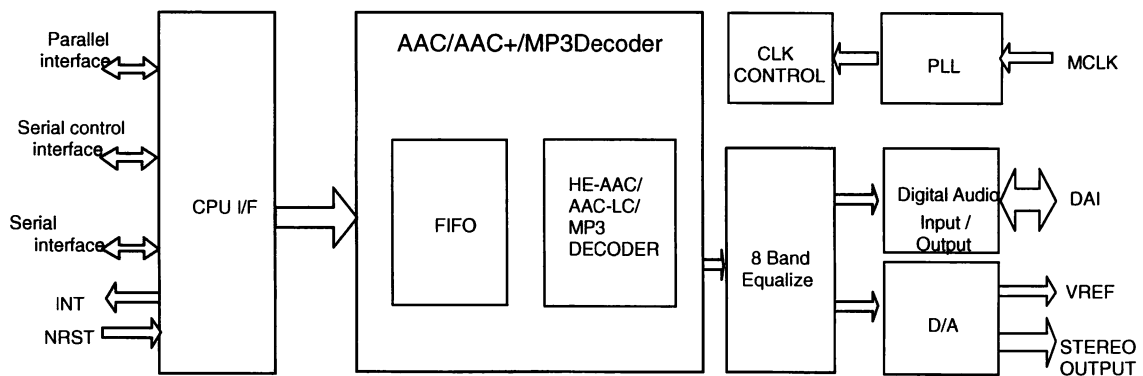 Parallel
interface
Serial control
interface
Serial
interface
INT
NRST
CPU I/F
AAC/AAC+/MP3Decoder
FIFO
HE-AAC/
AAC-LC/
MP3
DECODER
CLK
CONTROL
PLL
MCLK
8 Band
Equalize
Digital Audio
Input /
Output
DAI
D/A
VREF
STEREO
OUTPUT